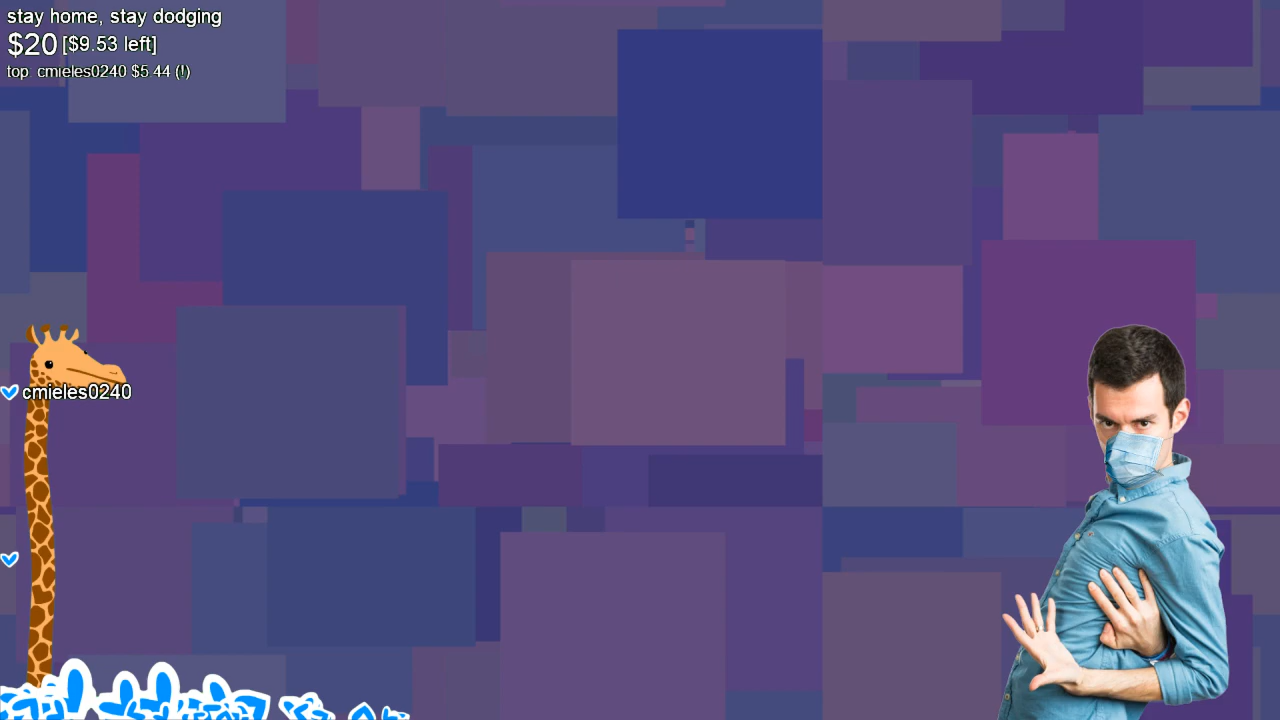 stay home, stay dodging
$20 [$9.53 left]
top: cmieles0240 $5.44 (!)
cmieles0240